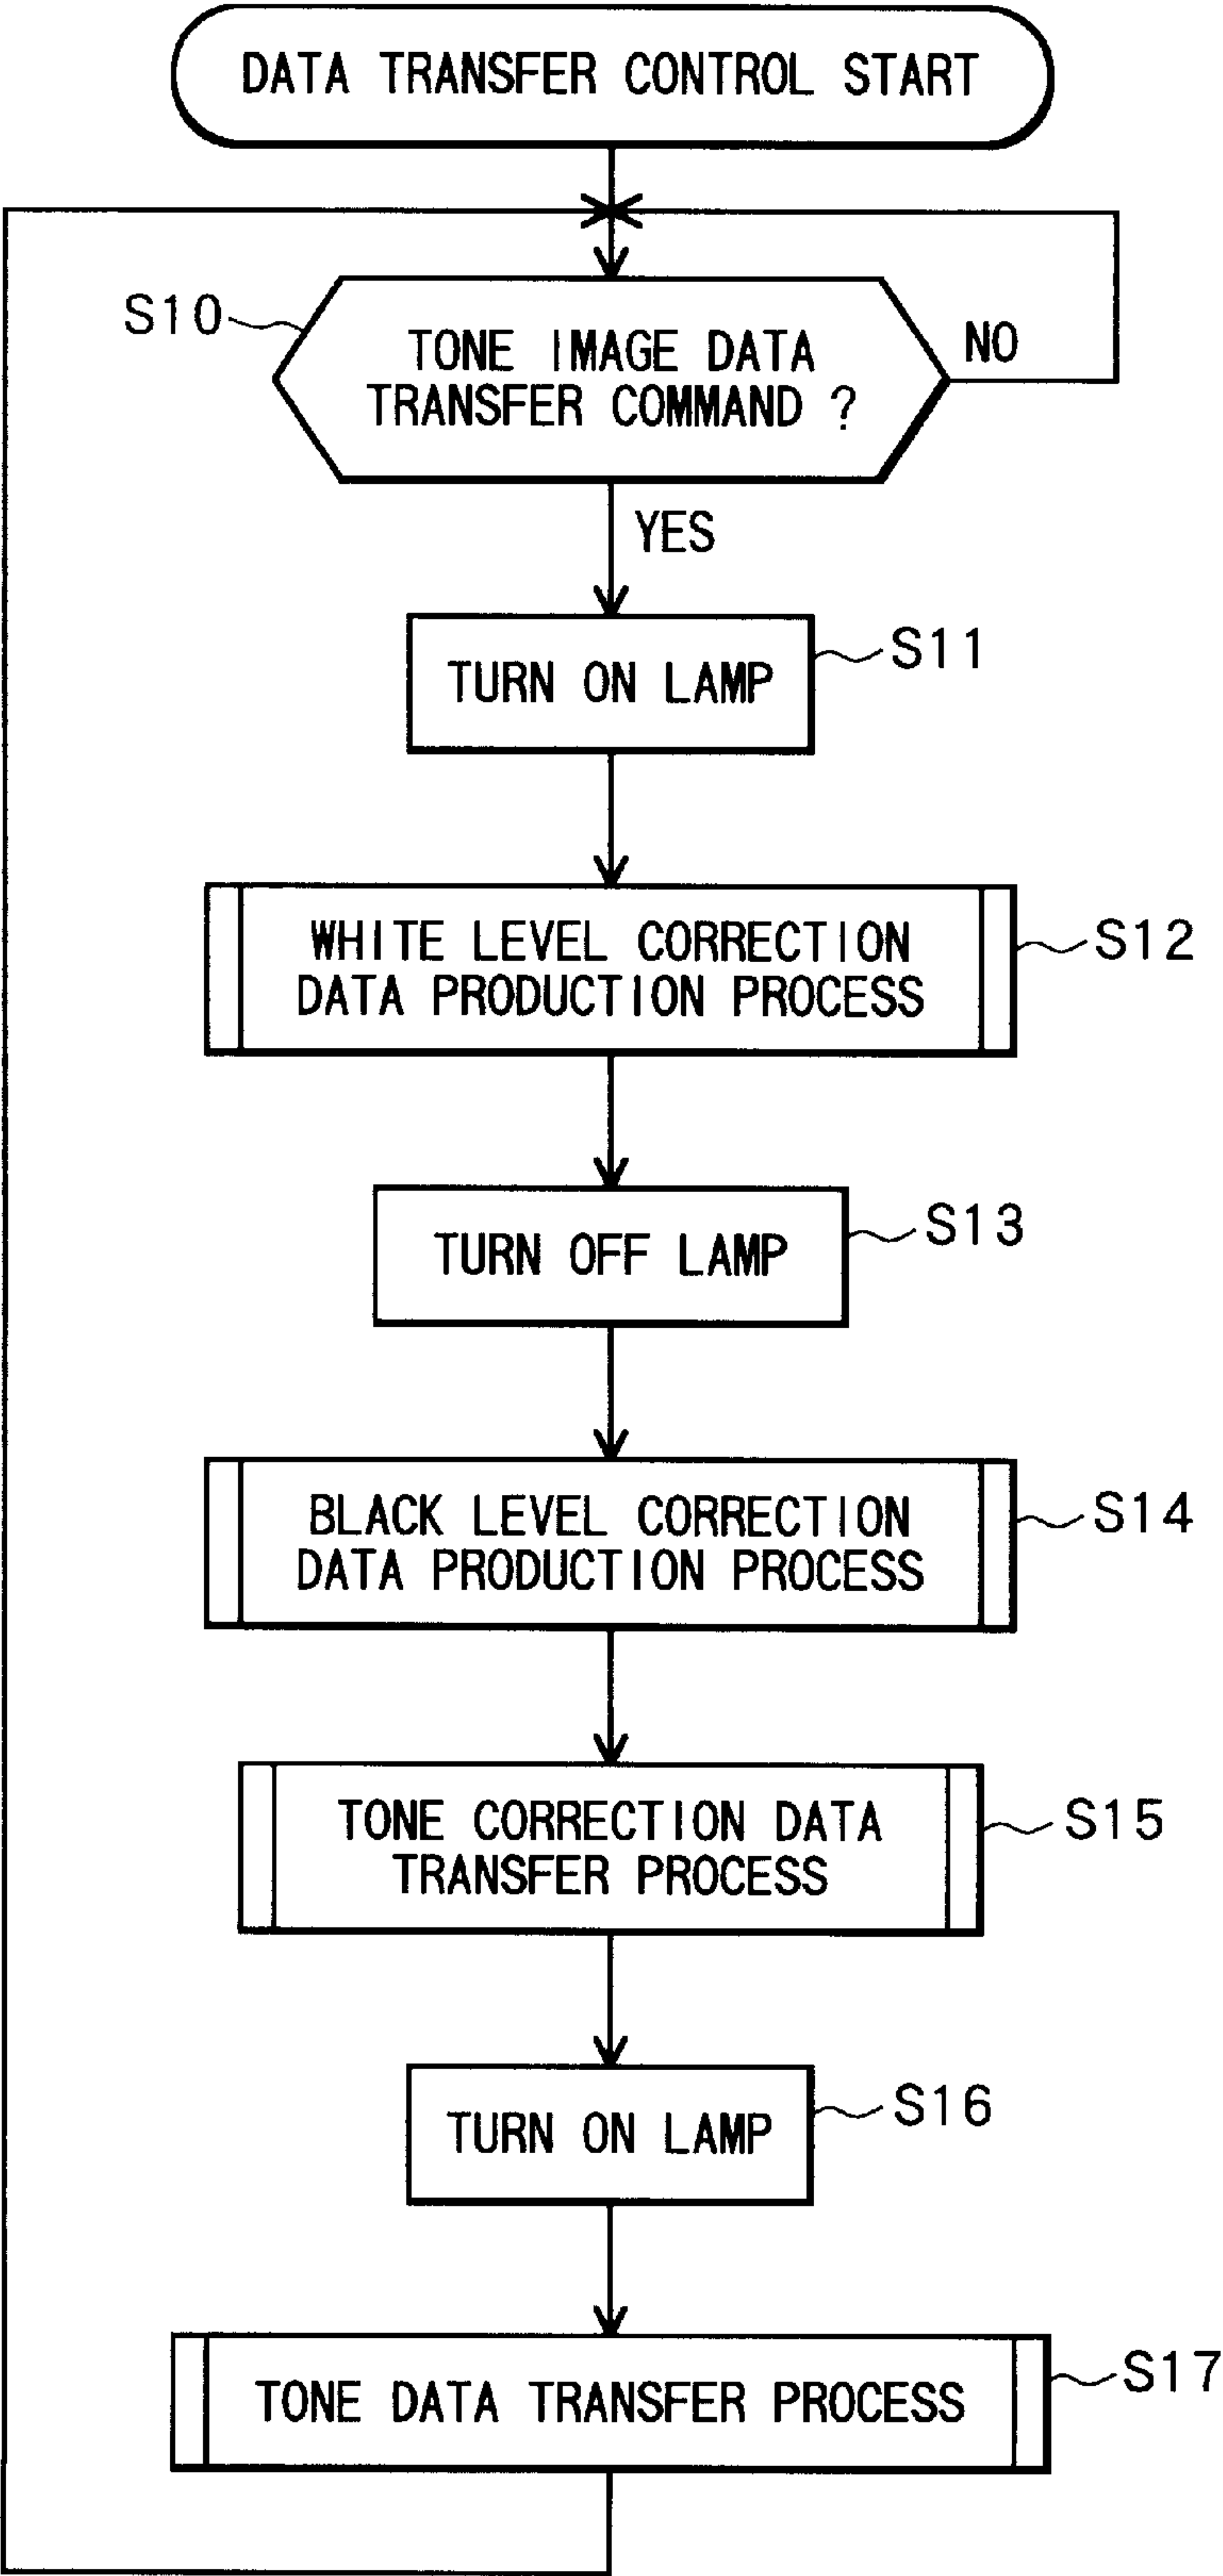 DATA TRANSFER CONTROL START
S10
TONE IMAGE DATA
TRANSFER COMMAND ?
NO
YES
TURN ON LAMP
S11
WHITE LEVEL CORRECTION
DATA PRODUCTION PROCESS
S12
TURN OFF LAMP
S13
BLACK LEVEL CORRECTION
DATA PRODUCTION PROCESS
S14
TONE CORRECTION DATA
TRANSFER PROCESS
S15
TURN ON LAMP
S16
TONE DATA TRANSFER PROCESS
S17